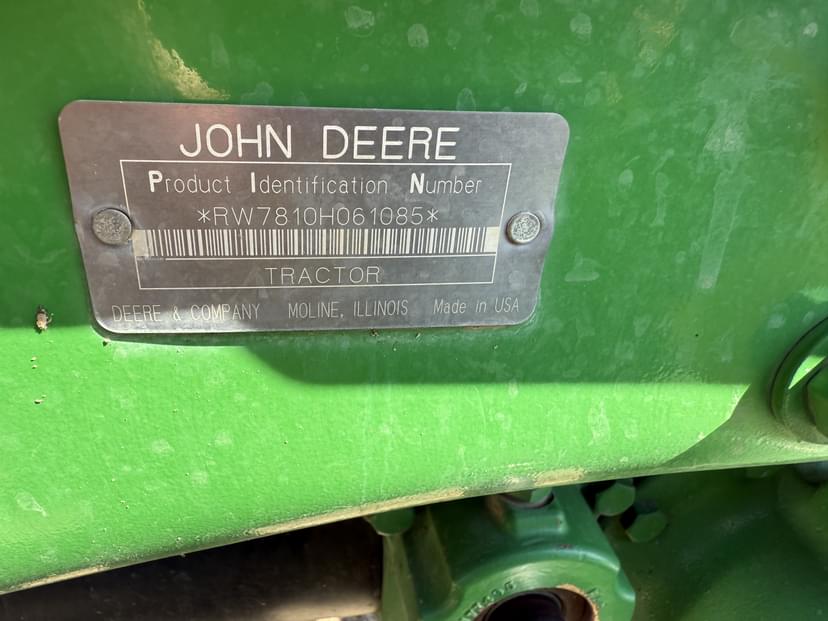 JOHN DEERE
Product Identification Number
*RW7810H061085*
TRACTOR
DEERE & COMPANY MOLINE, ILLINOIS Made in USA